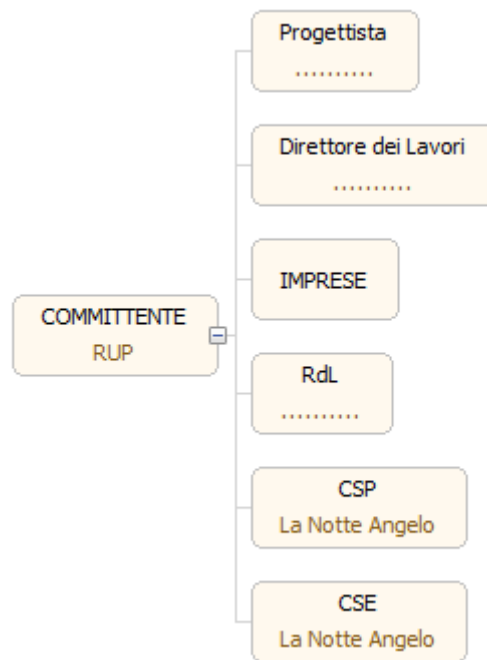 Progettista
..........
Direttore dei Lavori
..........
IMPRESE
COMMITTENTE
RUP
RdL
..........
CSP
La Notte Angelo
CSE
La Notte Angelo